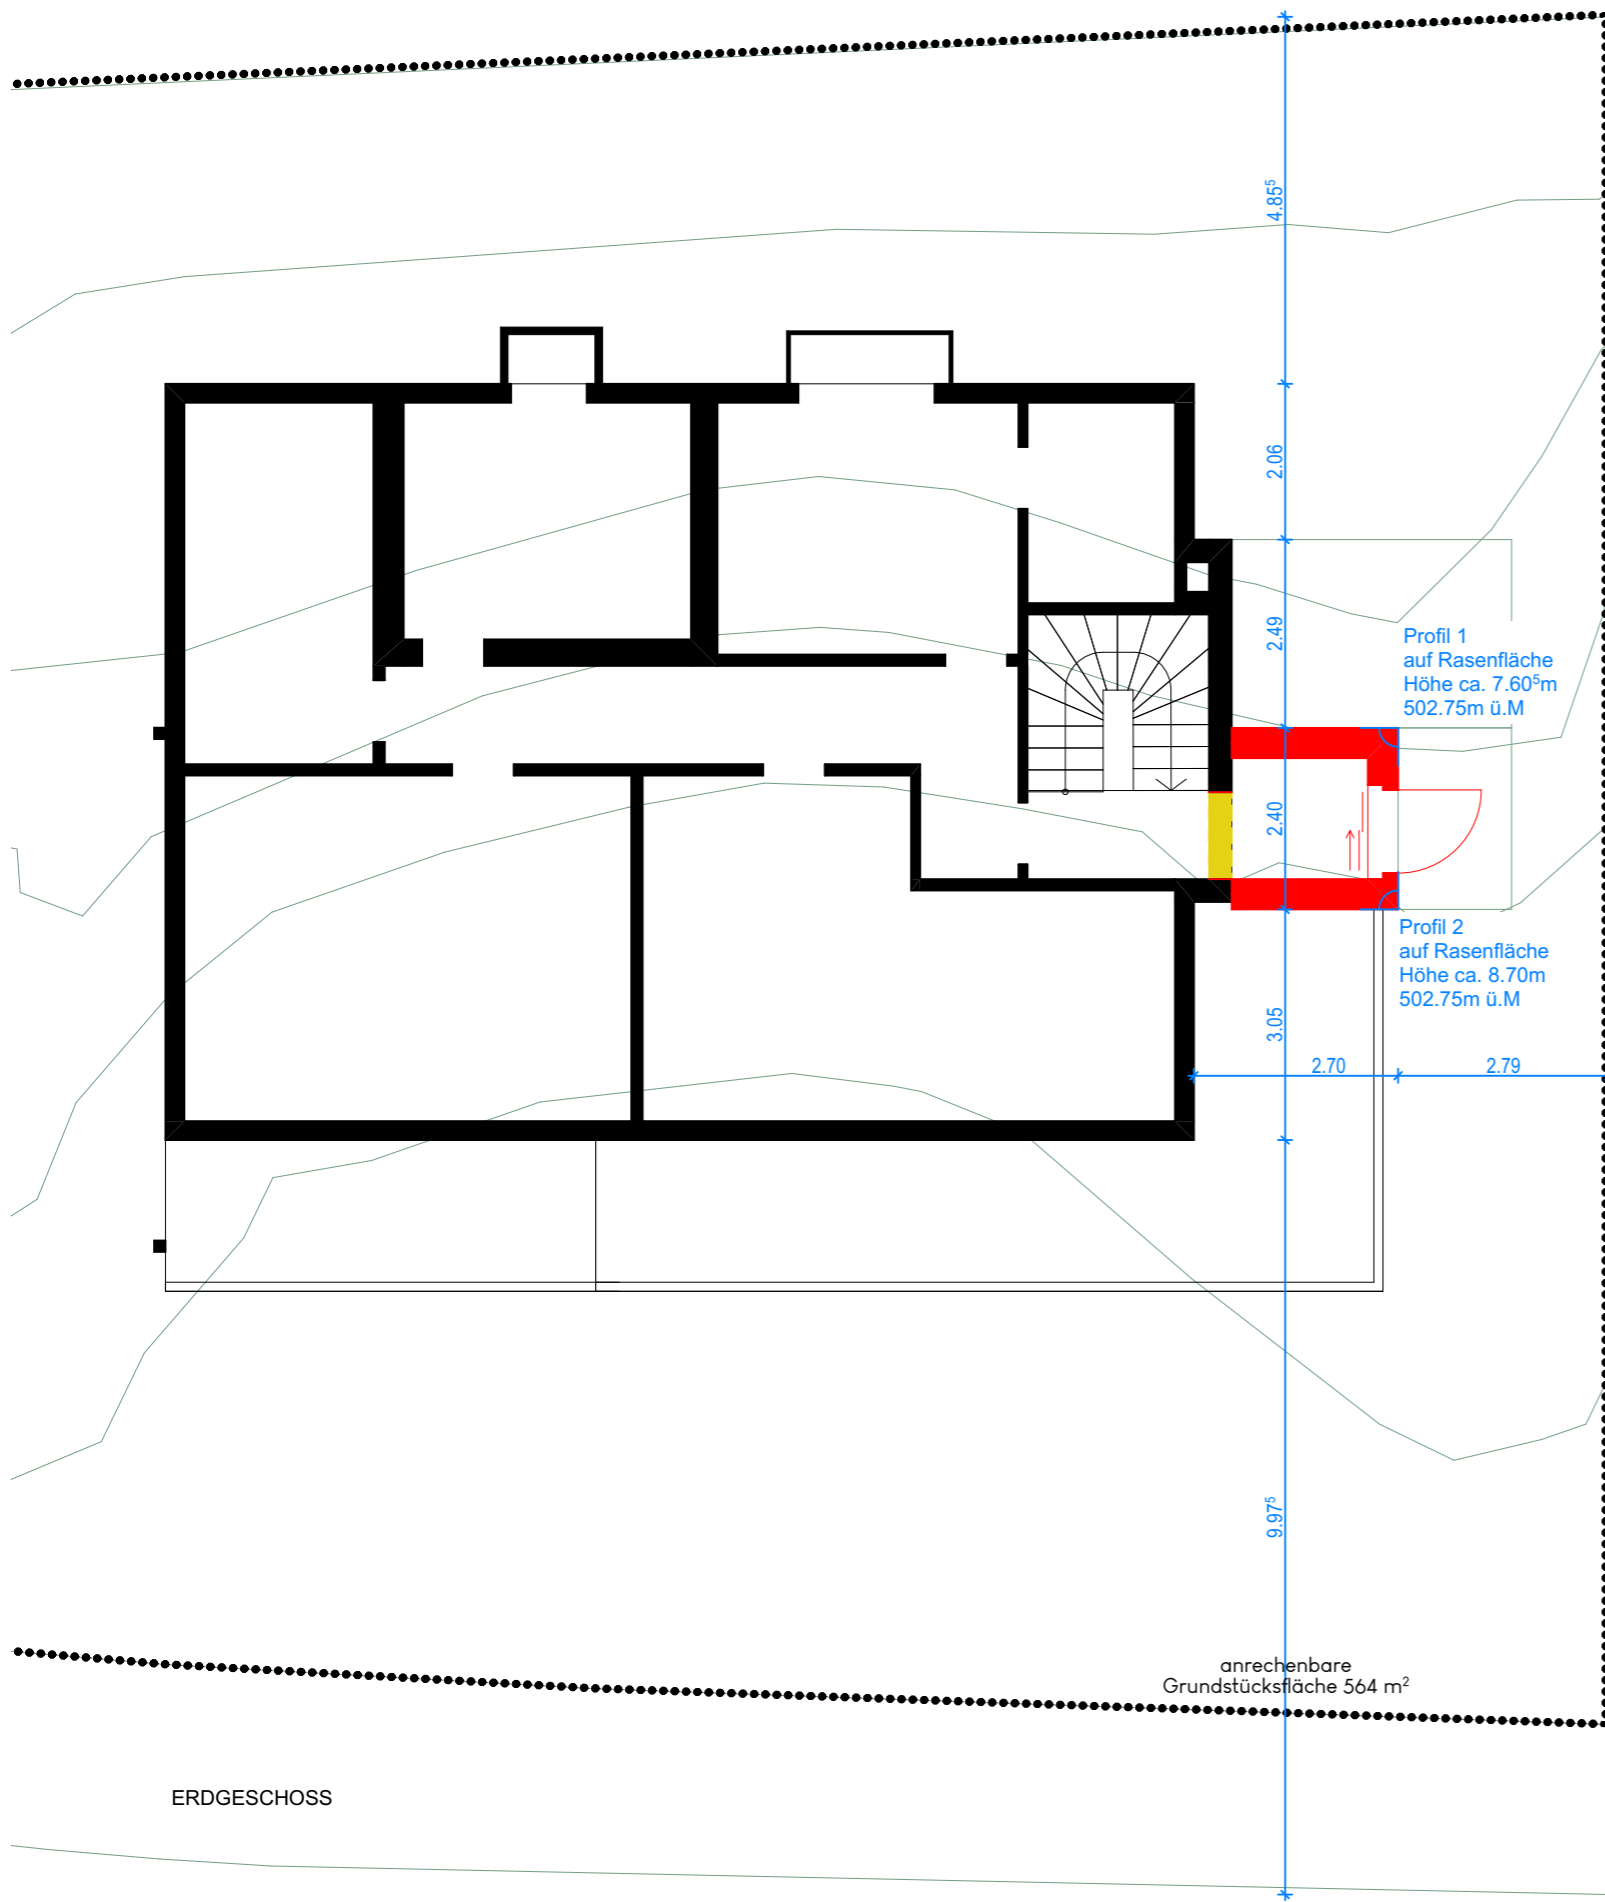 4.85⁵
2.06
2.49
Profil 1
auf Rasenfläche
Höhe ca. 7.60⁵m
502.75m ü.M
2.40
Profil 2
auf Rasenfläche
Höhe ca. 8.70m
502.75m ü.M
3.05
2.70
2.79
9.97⁵
anrechenbare
Grundstücksfläche 564 m²
ERDGESCHOSS